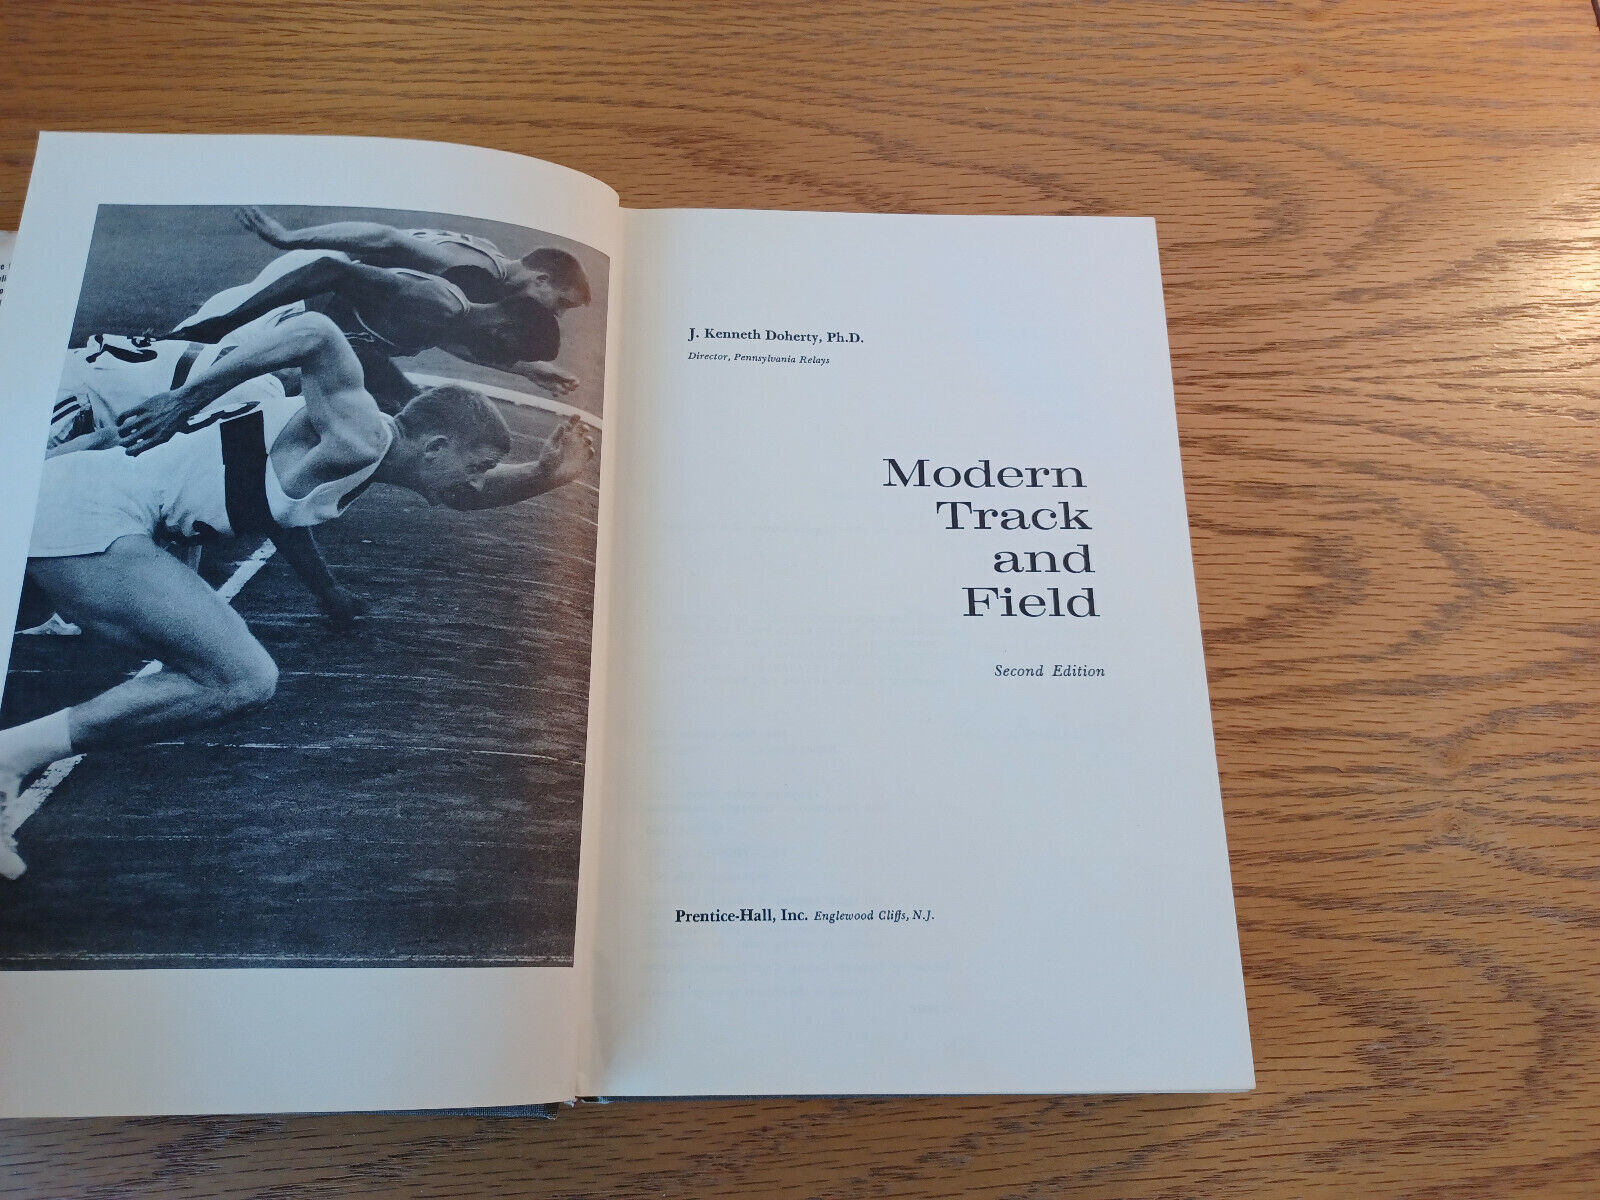 J. Kenneth Doherty, Ph.D.
Director, Pennsylvania Relays
Modern
Track
and
Field
Second Edition
Prentice-Hall, Inc. Englewood Cliffs, N.J.